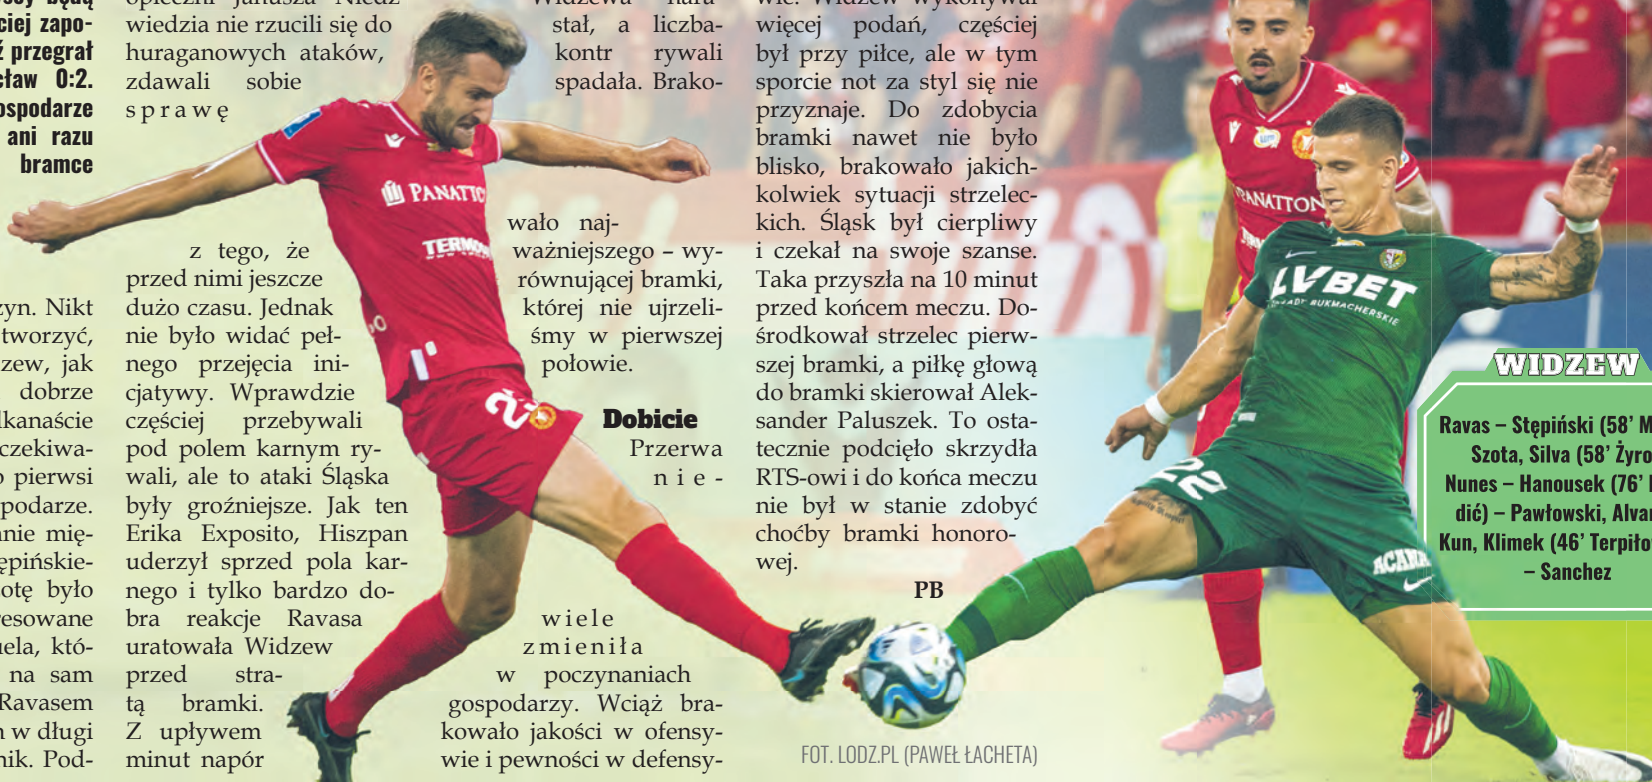 będą
ciej zapo-
ź przegrał
cław 0:2.
ospodarze
ani razu
bramce
zyn. Nikt
tworzyć,
zew, jak
dobrze
lkanaście
czekiwa-
o pierwsi
podarze.
nie mię-
ępińskie-
otę było
resowane
uela, któ-
na sam
Ravasem
w długi
nik. Pod-
opieczni Janusza Niedź
wiedzia nie rzucili się do
huraganowych ataków,
zdawali sobie
sprawę
z tego, że
przed nimi jeszcze
dużo czasu. Jednak
nie było widać peł-
nego przejęcia ini-
cjatywy. Wprawdzie
częściej przebywali
pod polem karnym ry-
wali, ale to ataki Śląska
były groźniejsze. Jak ten
Erika Exposito, Hiszpan
uderzył sprzed pola kar-
nego i tylko bardzo do-
bra reakcje Ravasa
uratowała Widzew
przed stra-
tą bramki.
Z upływem
minut napór
Widzewu nara
stał, a liczba-
kontr rywali
spadała. Brako-
wało naj-
ważniejszego – wy-
równującej bramki,
której nie ujrzeli-
śmy w pierwszej
połowie.
Dobicie
Przerwa
nie-
wiele
zmieniła
w poczynaniach
gospodarzy. Wciąż bra-
kowało jakości w ofensy-
wie i pewności w defensy-
wie. Widzew wykonywał
więcej podań, częściej
był przy piłce, ale w tym
sporcie not za styl się nie
przyznaje. Do zdobycia
bramki nawet nie było
blisko, brakowało jakich-
kolwiek sytuacji strzelec-
kich. Śląsk był cierpliwy
i czekał na swoje szanse.
Taka przyszła na 10 minut
przed końcem meczu. Do-
środkował strzelec pierw-
szej bramki, a piłkę głową
do bramki skierował Alek-
sander Paluszek. To osta-
tecznie podcięło skrzydła
RTS-owi i do końca meczu
nie był w stanie zdobyć
choćby bramki honoro-
wej.
PB
FOT. LODZ.PL (PAWEŁ ŁACHETA)
PANATTO
TERMO
2
PANATTON
LVBET
BUKMACHERSKIE
22
ACANA
WIDZEW
Ravas – Stępiński (58’ M
Szota, Silva (58’ Żyro
Nunes – Hanousek (76’
dić) – Pawłowski, Alva
Kun, Klimek (46’ Terpiło
– Sanchez